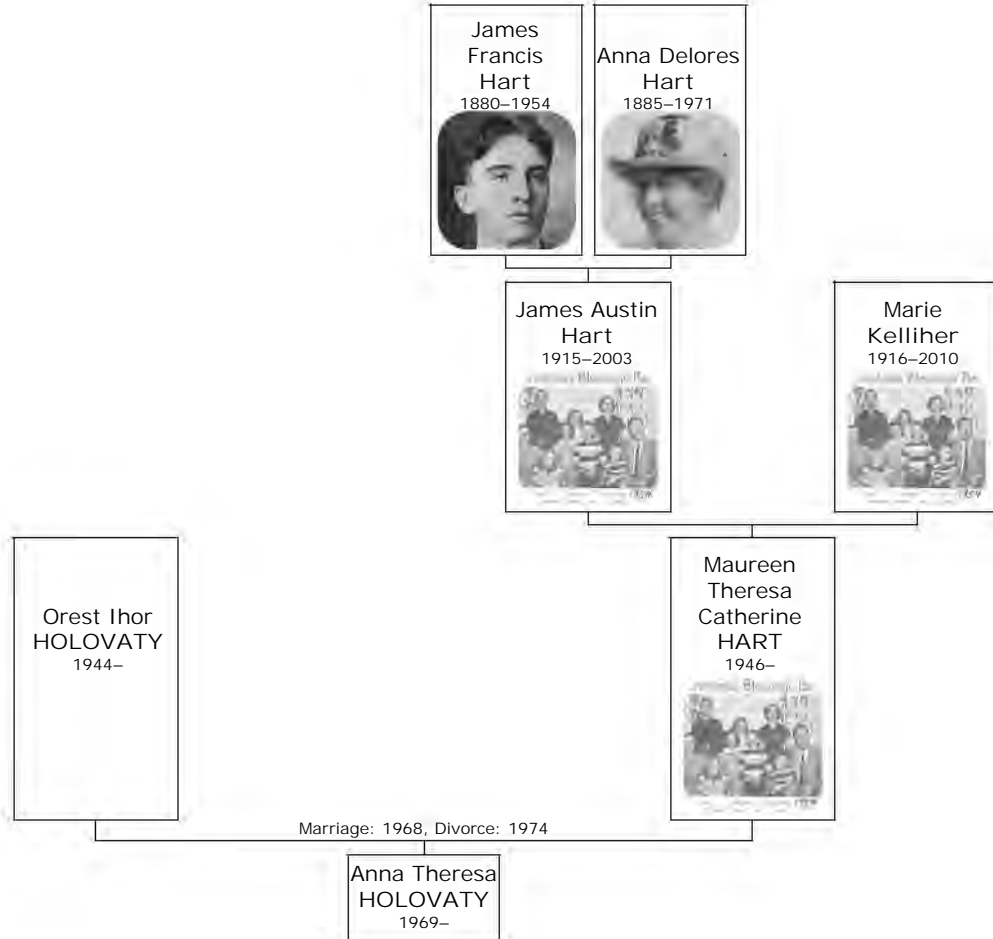 James
Francis
Hart
1880–1954
Anna Delores
Hart
1885–1971
James Austin
Hart
1915–2003
Marie
Kelliher
1916–2010
Orest Ihor
HOLOVATY
1944–
Maureen
Theresa
Catherine
HART
1946–
Marriage: 1968, Divorce: 1974
Anna Theresa
HOLOVATY
1969–